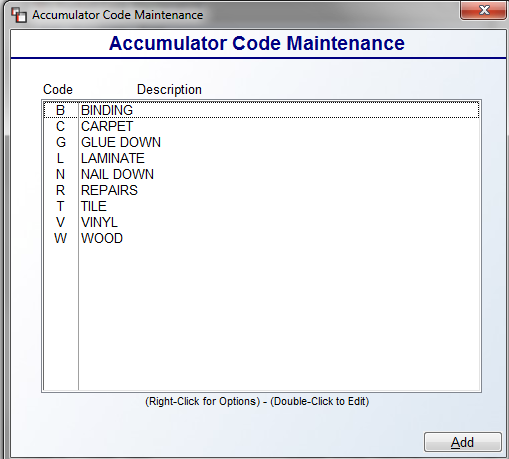 Accumulator Code Maintenance
Accumulator Code Maintenance
Code Description
B BINDING
C CARPET
G GLUE DOWN
L LAMINATE
N NAIL DOWN
R REPAIRS
T TILE
V VINYL
W WOOD
(Right-Click for Options) - (Double-Click to Edit)
Add